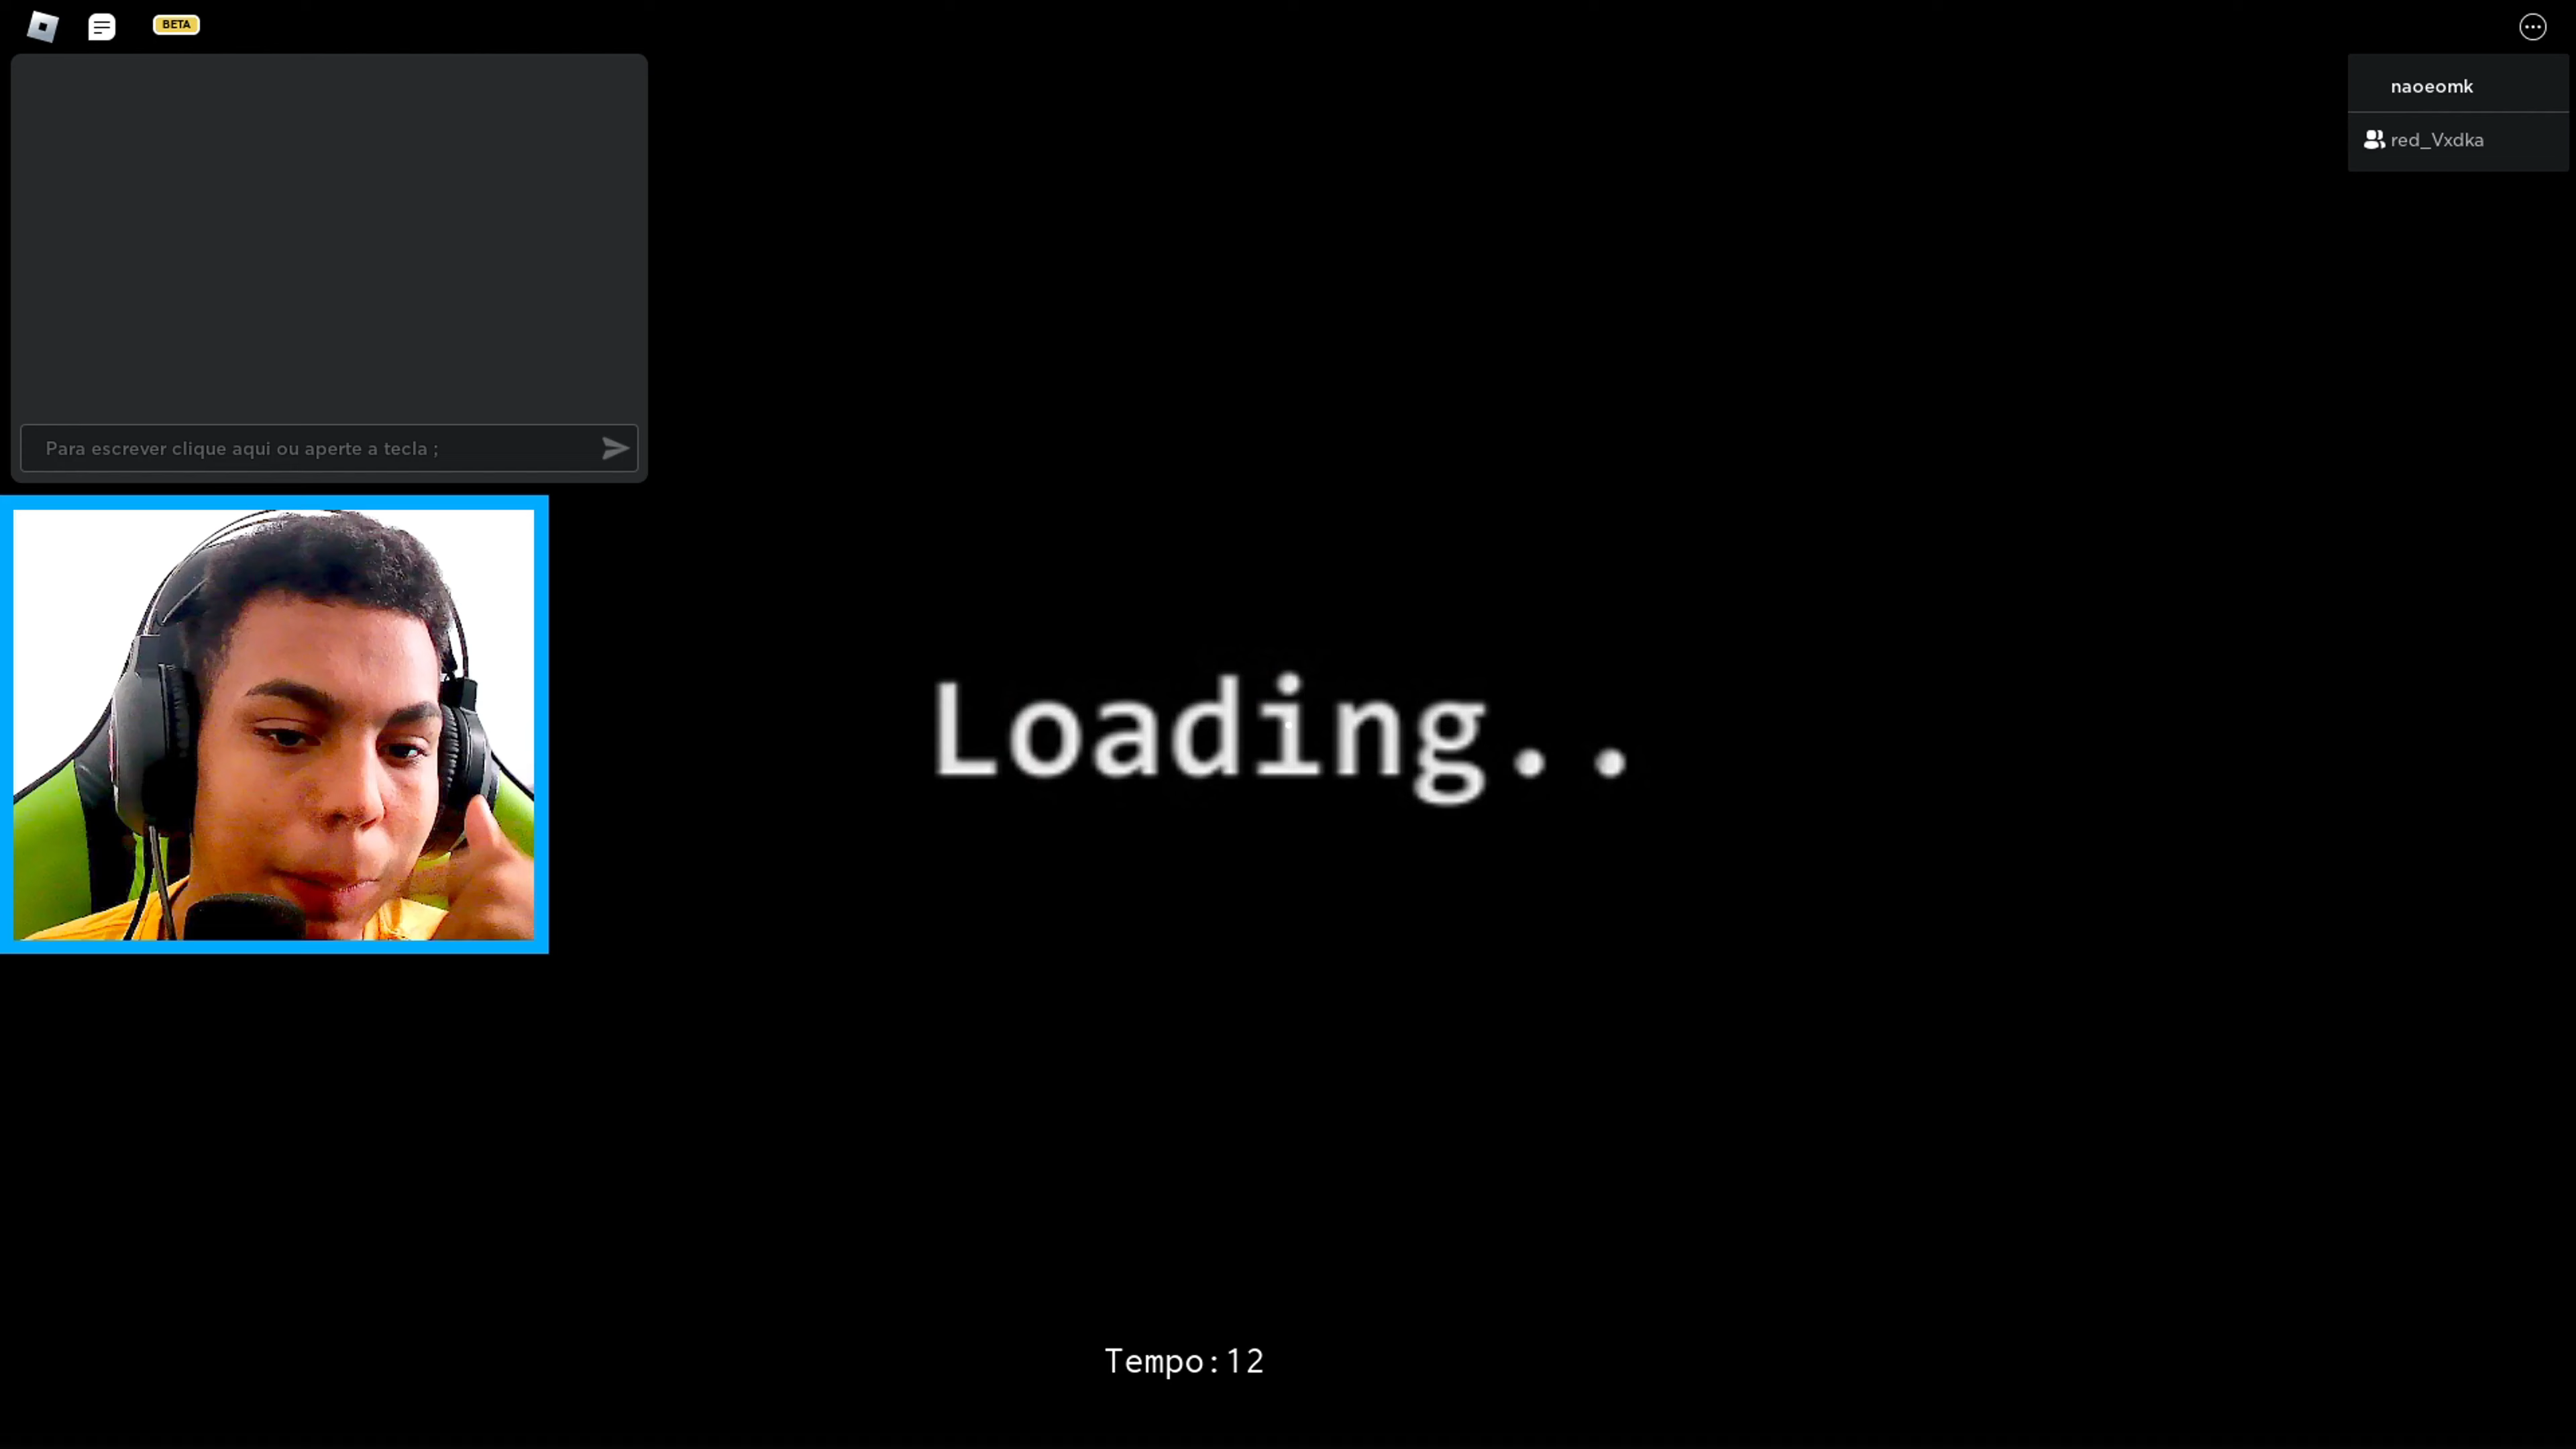 BETA
naoeomk
red_Vxdka
Para escrever clique aqui ou aperte a tecla ;
Loading..
Tempo:12